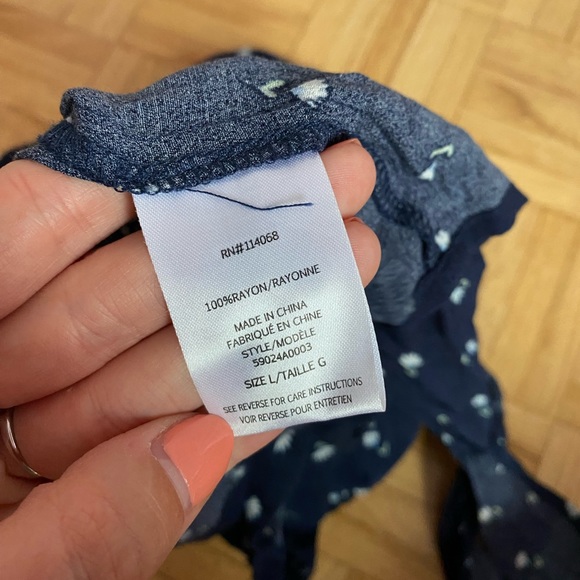 RN#114068
100%RAYON/RAYONNE
MADE IN CHINA
FABRIQUÉ EN CHINE
STYLE/MODÈLE
59024A0003
SIZE L/TAILLE G
SEE REVERSE FOR CARE INSTRUCTIONS
VOIR REVERSE POUR ENTRETIEN